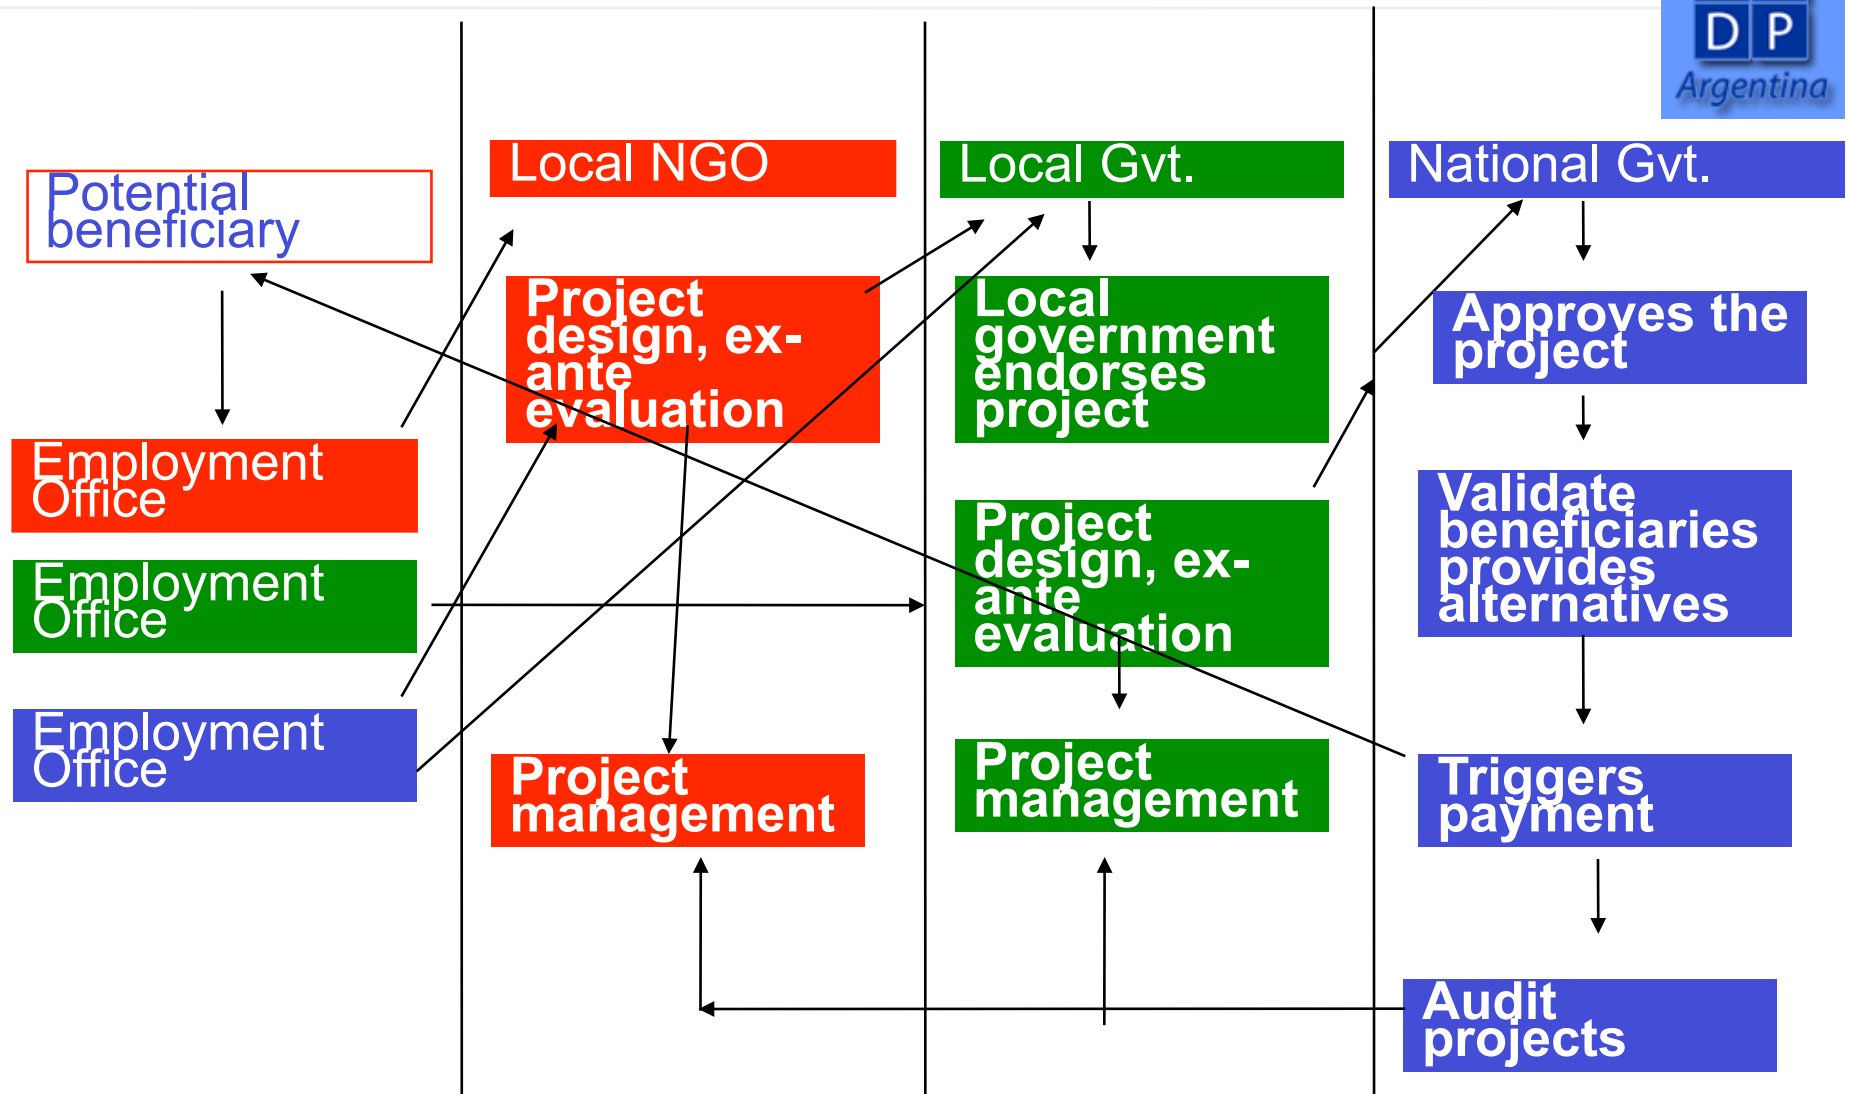 D P
Argentina
Potential
beneficiary
Employment
Office
Employment
Office
Employment
Office
Local NGO
Project
design, ex-
ante
evaluation
Project
management
Local Gvt.
Local
government
endorses
project
Project
design, ex-
ante
evaluation
Project
management
National Gvt.
Approves the
project
Validate
beneficiaries
provides
alternatives
Triggers
payment
Audit
projects